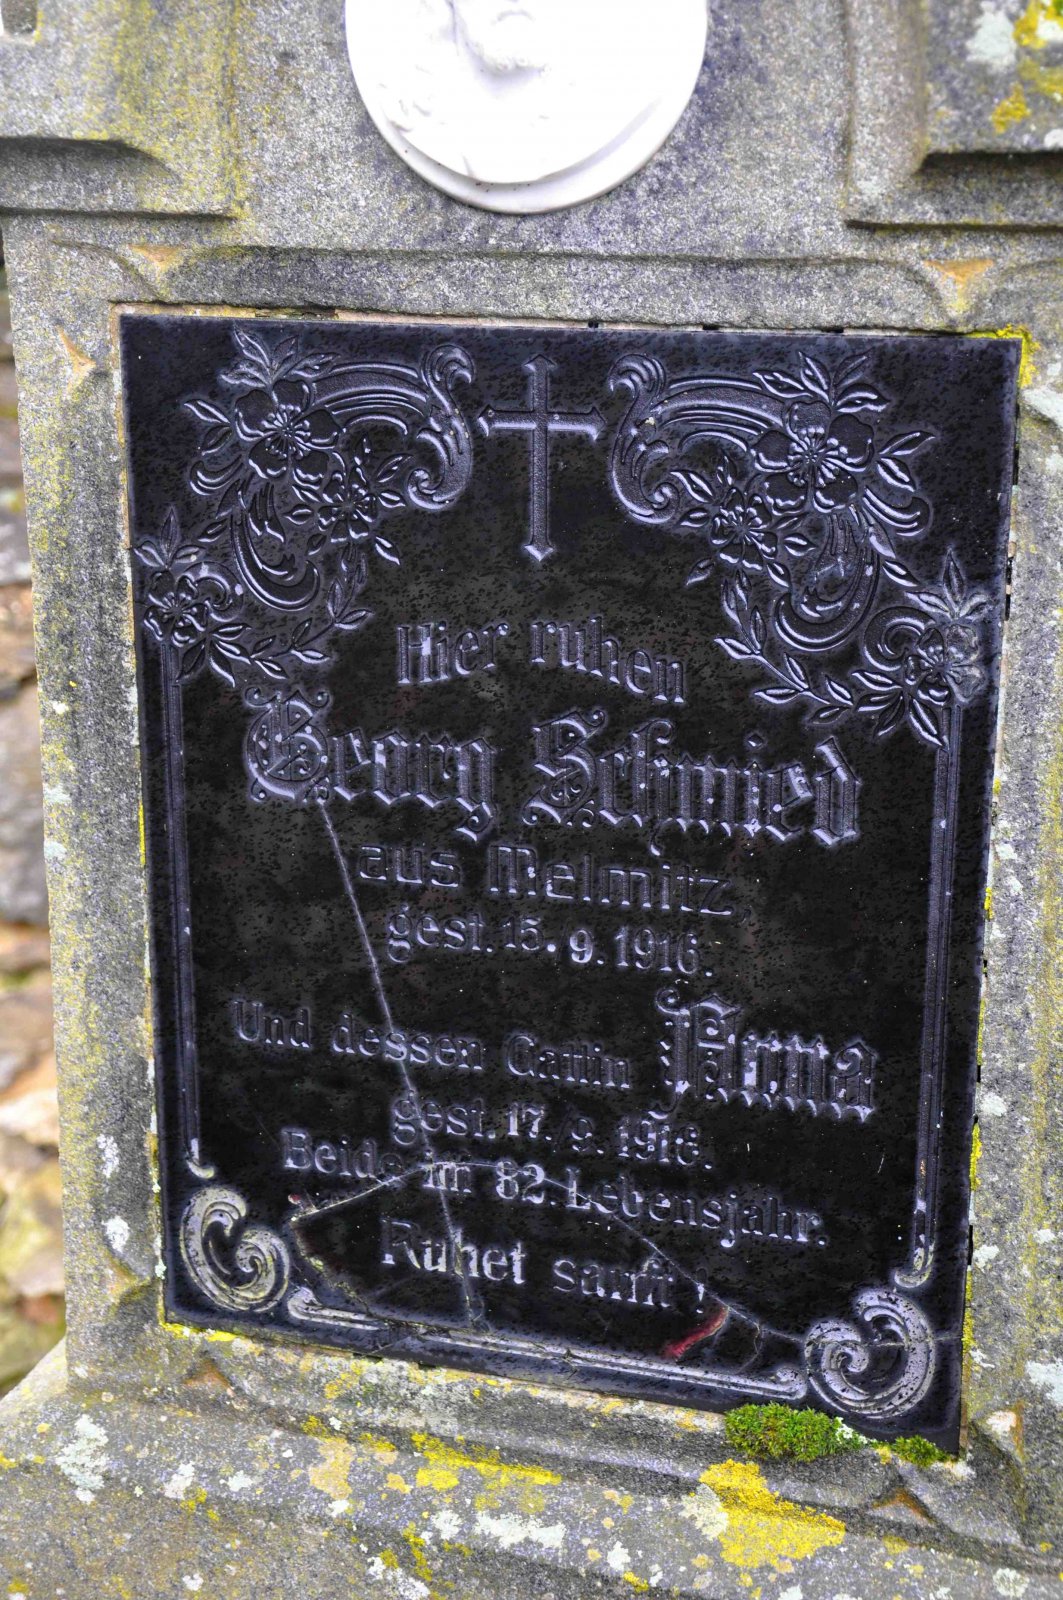 Hier ruhen
Georg Schmied
aus Melmitz,
gest. 15. 9. 1916.
Und dessen Gattin Anna
gest. 17./9. 1916.
Beide im 82. Lebensjahr.
Ruhet sanft!